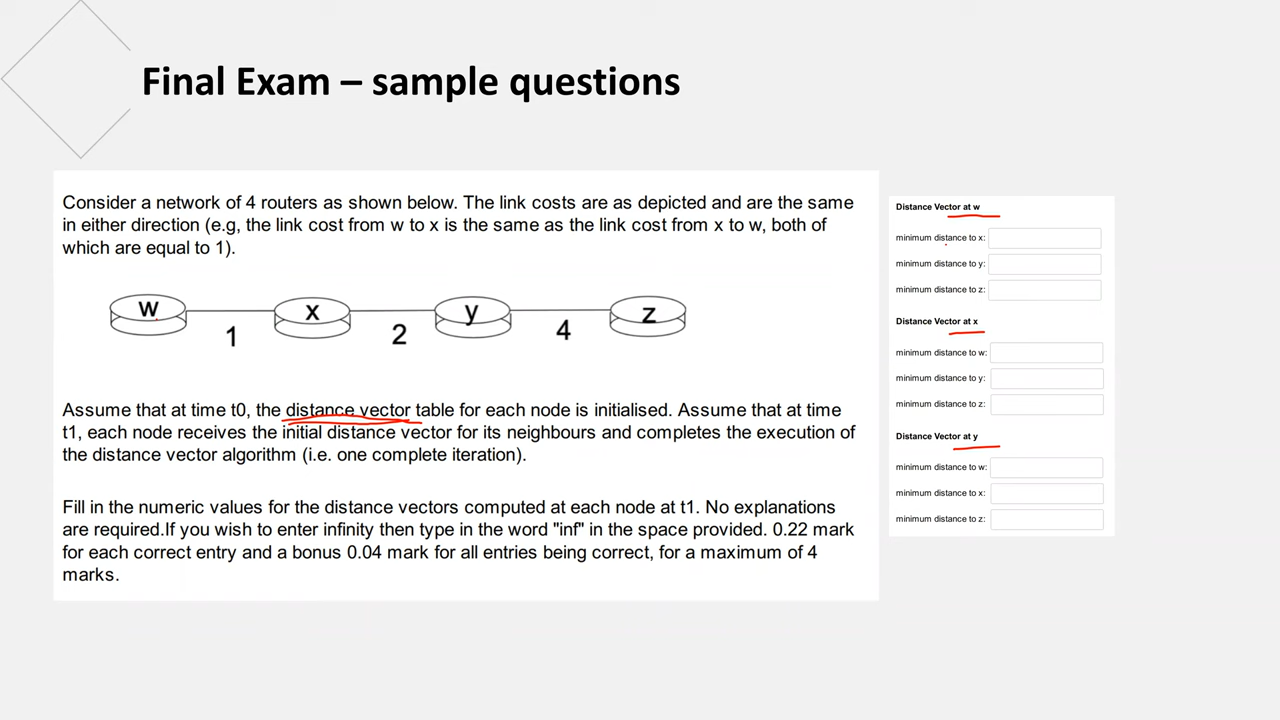 Final Exam – sample questions
Consider a network of 4 routers as shown below. The link costs are as depicted and are the same
in either direction (e.g, the link cost from w to x is the same as the link cost from x to w, both of
which are equal to 1).
w x y z
1 2 4
Assume that at time t0, the distance vector table for each node is initialised. Assume that at time
t1, each node receives the initial distance vector for its neighbours and completes the execution of
the distance vector algorithm (i.e. one complete iteration).
Fill in the numeric values for the distance vectors computed at each node at t1. No explanations
are required.If you wish to enter infinity then type in the word "inf" in the space provided. 0.22 mark
for each correct entry and a bonus 0.04 mark for all entries being correct, for a maximum of 4
marks.
Distance Vector at w
minimum distance to x:
minimum distance to y:
minimum distance to z:
Distance Vector at x
minimum distance to w:
minimum distance to y:
minimum distance to z:
Distance Vector at y
minimum distance to w:
minimum distance to x:
minimum distance to z: